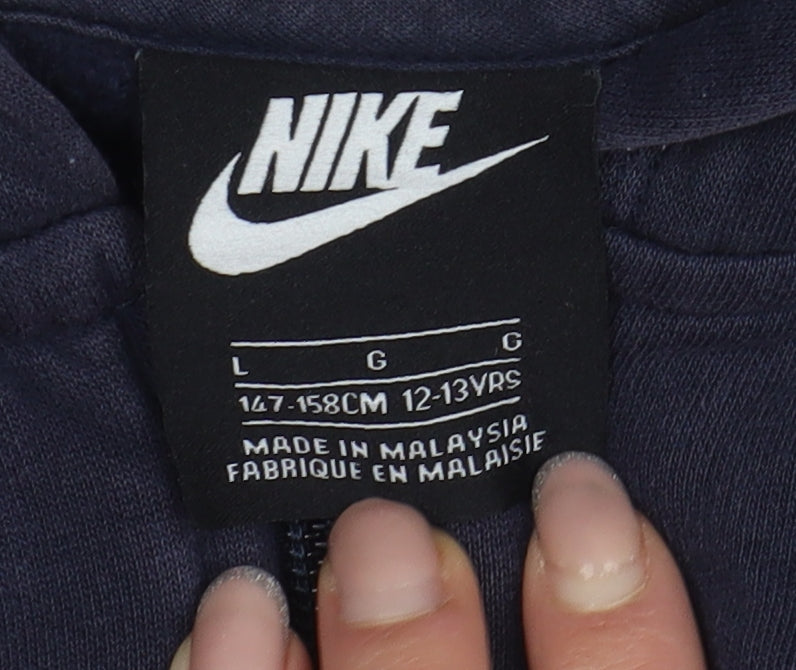 NIKE
L G G
147-158CM 12-13YRS
MADE IN MALAYSIA
FABRIQUE EN MALAISIE